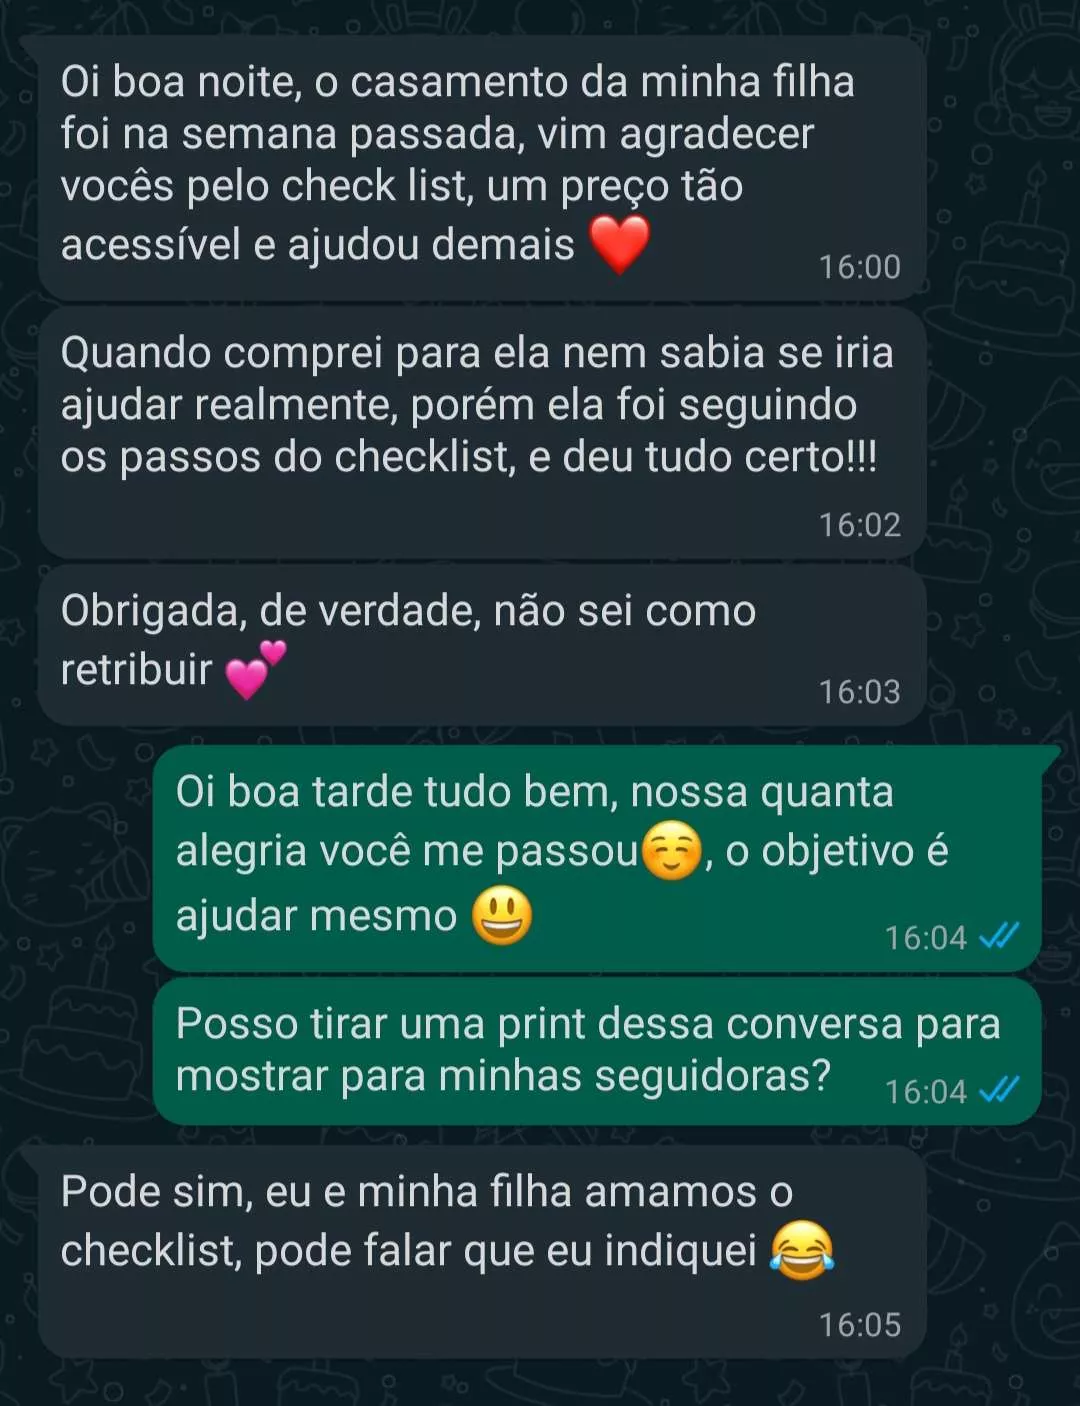 Oi boa noite, o casamento da minha filha
foi na semana passada, vim agradecer
vocês pelo check list, um preço tão
acessível e ajudou demais ❤️
16:00
Quando comprei para ela nem sabia se iria
ajudar realmente, porém ela foi seguindo
os passos do checklist, e deu tudo certo!!!
16:02
Obrigada, de verdade, não sei como
retribuir 💕
16:03
Oi boa tarde tudo bem, nossa quanta
alegria você me passou☺️, o objetivo é
ajudar mesmo 😃
16:04
Posso tirar uma print dessa conversa para
mostrar para minhas seguidoras?
16:04
Pode sim, eu e minha filha amamos o
checklist, pode falar que eu indiquei 😂
16:05